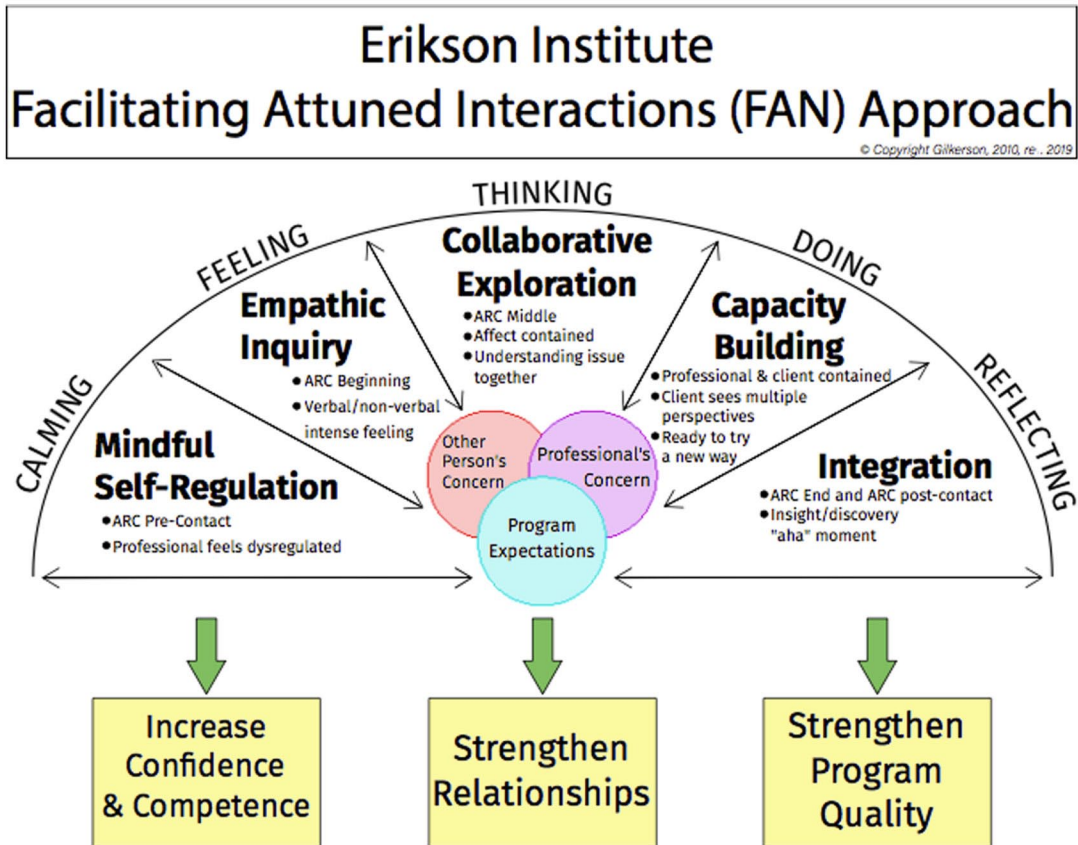 Erikson Institute
Facilitating Attuned Interactions (FAN) Approach
© Copyright Gilkerson, 2010, re . 2019
CALMING
FEELING
THINKING
DOING
REFLECTING
Mindful
Self-Regulation
●ARC Pre-Contact
●Professional feels dysregulated
Empathic
Inquiry
●ARC Beginning
●Verbal/non-verbal
intense feeling
Collaborative
Exploration
●ARC Middle
●Affect contained
●Understanding issue
together
Capacity
Building
●Professional & client contained
●Client sees multiple
perspectives
●Ready to try
a new way
Integration
●ARC End and ARC post-contact
●Insight/discovery
"aha" moment
Other
Person's
Concern
Professional's
Concern
Program
Expectations
Increase
Confidence
& Competence
Strengthen
Relationships
Strengthen
Program
Quality